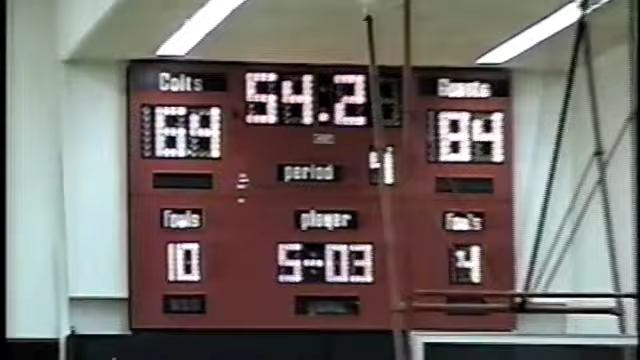 Colts 54.2 Guests
64 84
period 4
fouls player fouls
10 5-03 4